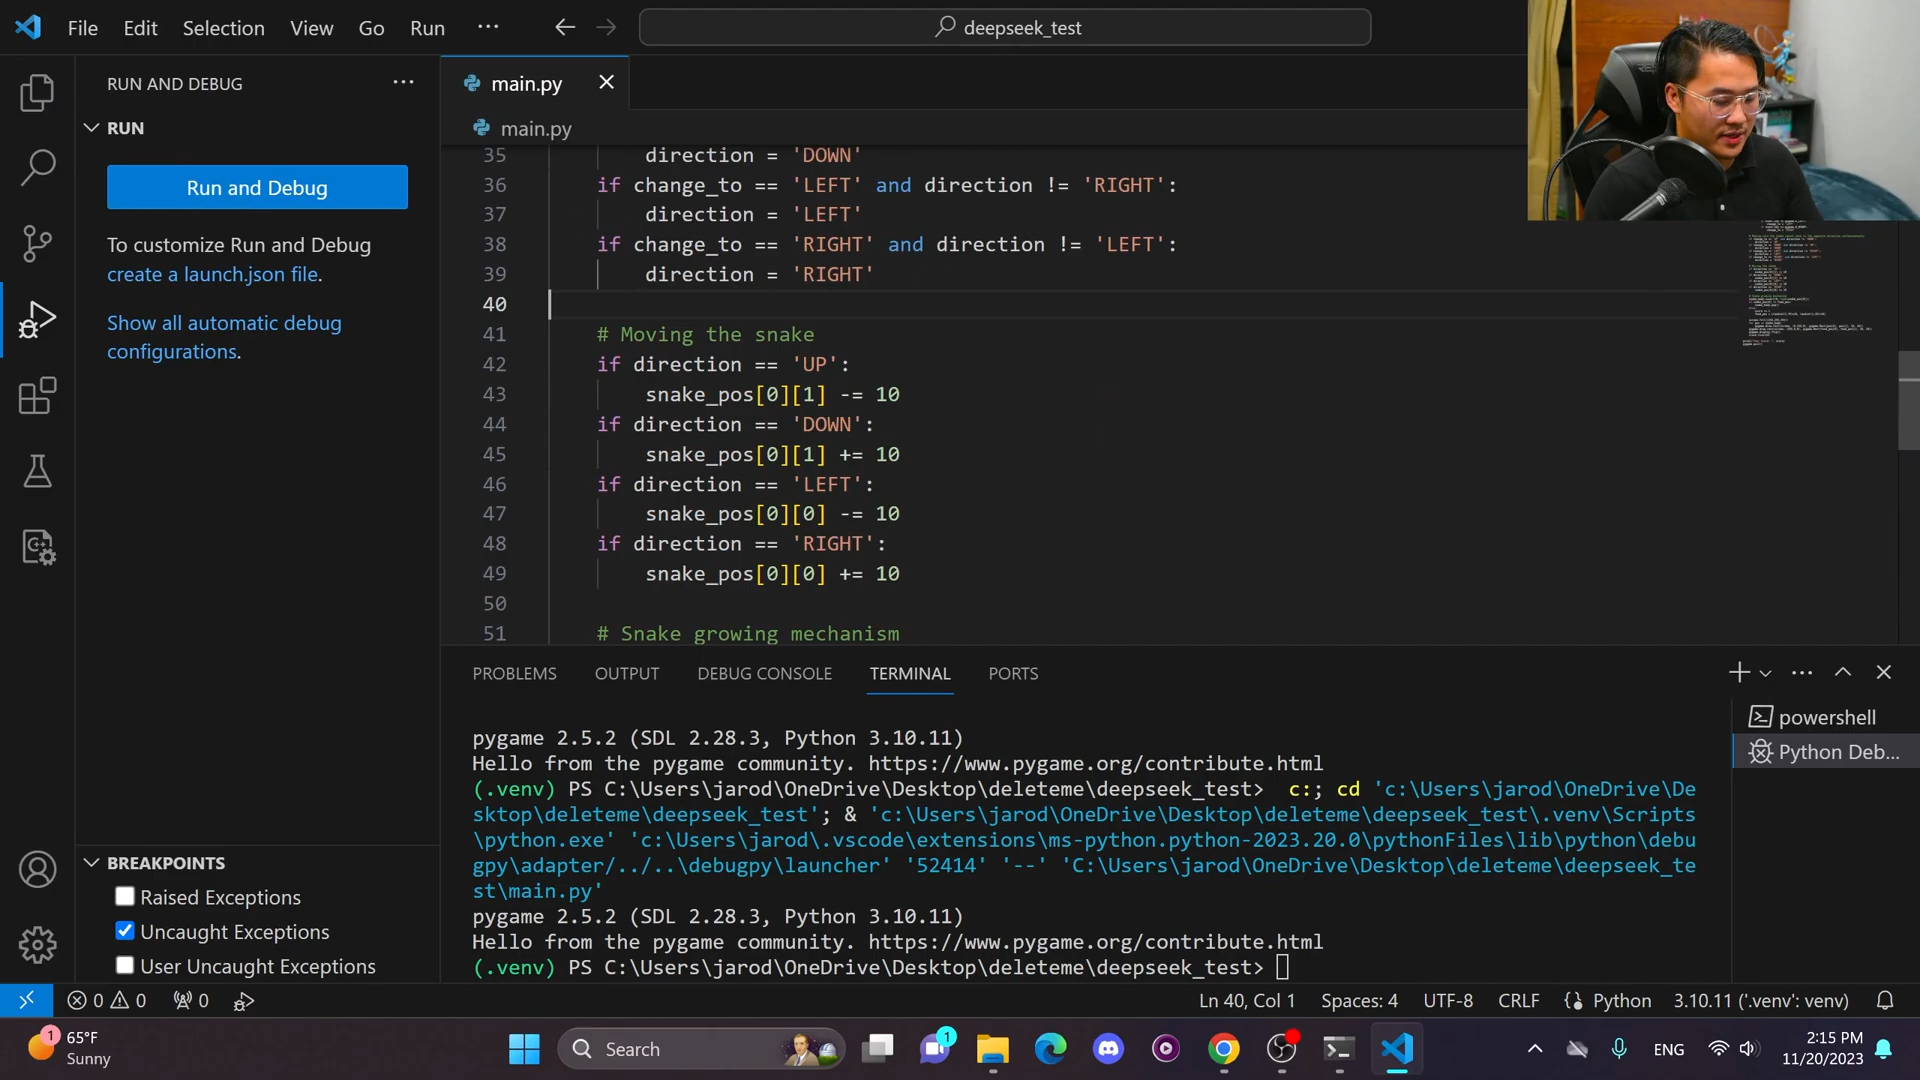 File Edit Selection View Go Run ...
deepseek_test
RUN AND DEBUG
RUN
Run and Debug
To customize Run and Debug
create a launch.json file.
Show all automatic debug
configurations.
main.py
main.py
35 direction = 'DOWN'
36 if change_to == 'LEFT' and direction != 'RIGHT':
37 direction = 'LEFT'
38 if change_to == 'RIGHT' and direction != 'LEFT':
39 direction = 'RIGHT'
40
41 # Moving the snake
42 if direction == 'UP':
43 snake_pos[0][1] -= 10
44 if direction == 'DOWN':
45 snake_pos[0][1] += 10
46 if direction == 'LEFT':
47 snake_pos[0][0] -= 10
48 if direction == 'RIGHT':
49 snake_pos[0][0] += 10
50
51 # Snake growing mechanism
PROBLEMS OUTPUT DEBUG CONSOLE TERMINAL PORTS
powershell
Python Deb...
pygame 2.5.2 (SDL 2.28.3, Python 3.10.11)
Hello from the pygame community. https://www.pygame.org/contribute.html
(.venv) PS C:\Users\jarod\OneDrive\Desktop\deleteme\deepseek_test> c:; cd 'c:\Users\jarod\OneDrive\De
sktop\deleteme\deepseek_test'; & 'c:\Users\jarod\OneDrive\Desktop\deleteme\deepseek_test\.venv\Scripts
\python.exe' 'c:\Users\jarod\.vscode\extensions\ms-python.python-2023.20.0\pythonFiles\lib\python\debu
gpy\adapter/../..\debugpy\launcher' '52414' '--' 'C:\Users\jarod\OneDrive\Desktop\deleteme\deepseek_te
st\main.py'
pygame 2.5.2 (SDL 2.28.3, Python 3.10.11)
Hello from the pygame community. https://www.pygame.org/contribute.html
(.venv) PS C:\Users\jarod\OneDrive\Desktop\deleteme\deepseek_test>
BREAKPOINTS
Raised Exceptions
Uncaught Exceptions
User Uncaught Exceptions
0 0 0 Ln 40, Col 1 Spaces: 4 UTF-8 CRLF Python 3.10.11 ('.venv': venv)
1 65°F
Sunny
Search
1
ENG
2:15 PM
11/20/2023